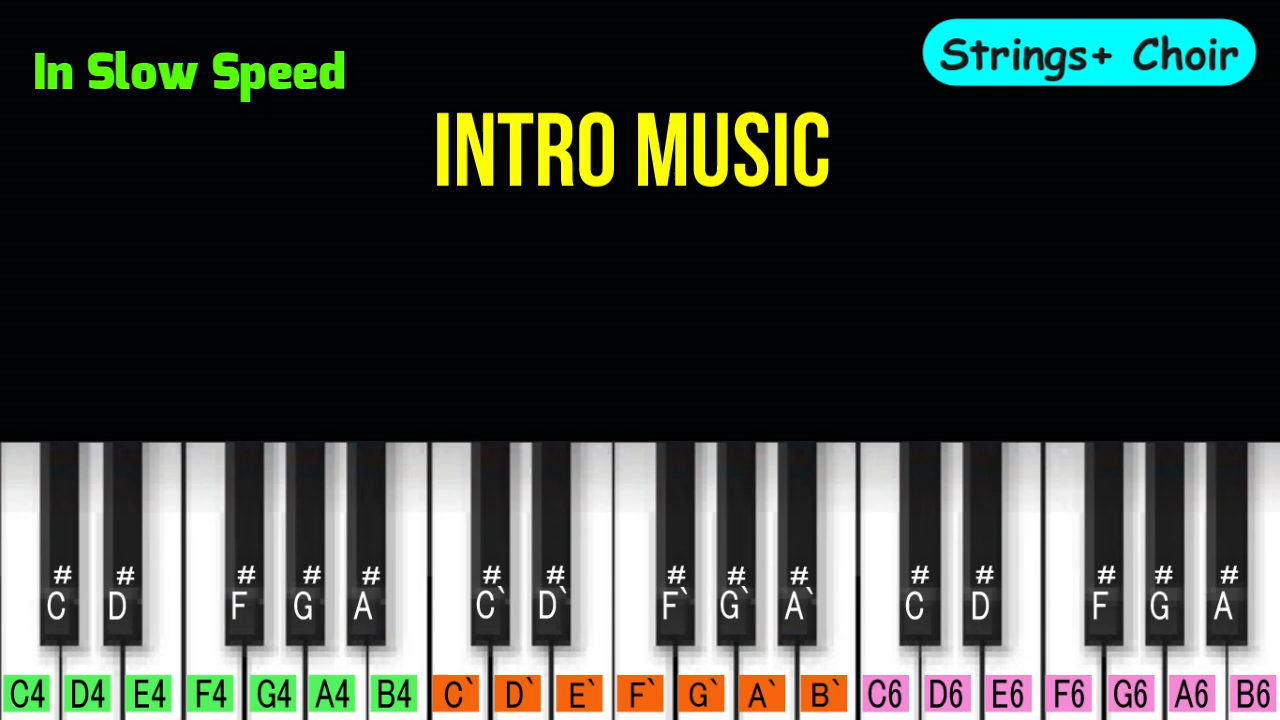 In Slow Speed
Strings+ Choir
INTRO MUSIC
# # # # # # # # # # # # # # #
C D F G A C` D` F` G` A` C D F G A
C4 D4 E4 F4 G4 A4 B4 C` D` E` F` G` A` B` C6 D6 E6 F6 G6 A6 B6